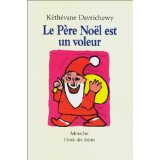 Kéthévane Davrichewy
Le Père Noël est
un voleur
Mouche
l'école des loisirs